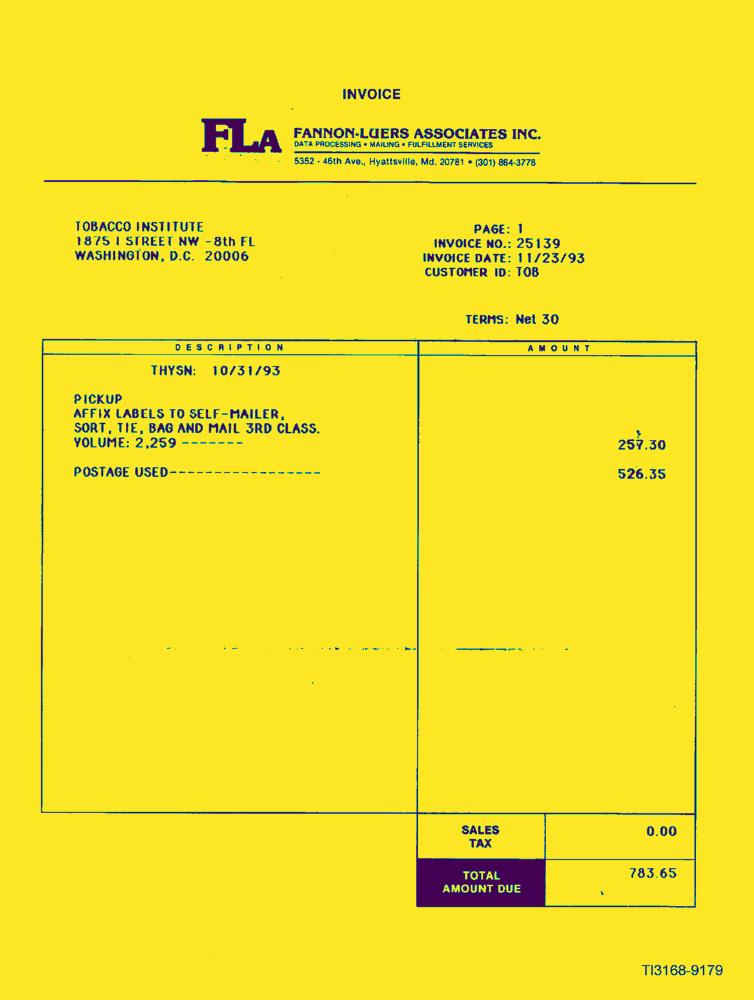 INVOICE
FLA
FANNON-LUERS ASSOCIATES INC.
DATA PROCESSING • MAILING • FULFILLMENT SERVICES
5352 - 46th Ave., Hyattsville, Md. 20781 • (301) 864-3778
TOBACCO INSTITUTE
1875 I STREET NW - 8th FL
WASHINGTON, D.C. 20006
PAGE: 1
INVOICE NO.: 25139
INVOICE DATE: 11/23/93
CUSTOMER ID: TOB
TERMS: Net 30
DESCRIPTION AMOUNT
THYSN: 10/31/93
PICKUP
AFFIX LABELS TO SELF-MAILER,
SORT, TIE, BAG AND MAIL 3RD CLASS.
VOLUME: 2,259 ------- 257.30
POSTAGE USED------------------ 526.35
SALES TAX 0.00
TOTAL AMOUNT DUE 783.65
TI3168-9179